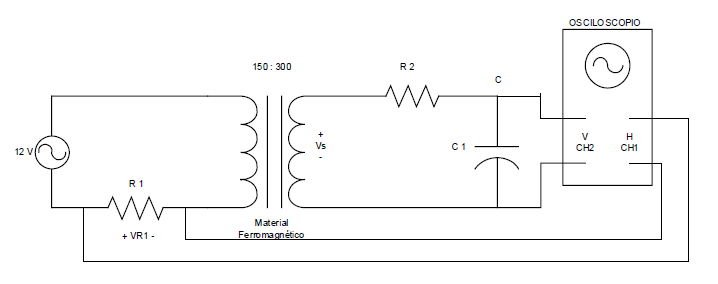 OSCILOSCOPIO
150 : 300
R 2
C
12 V
+
Vs
-
C 1
V
CH2
H
CH1
R 1
+ VR1 -
Material
Ferromagnético